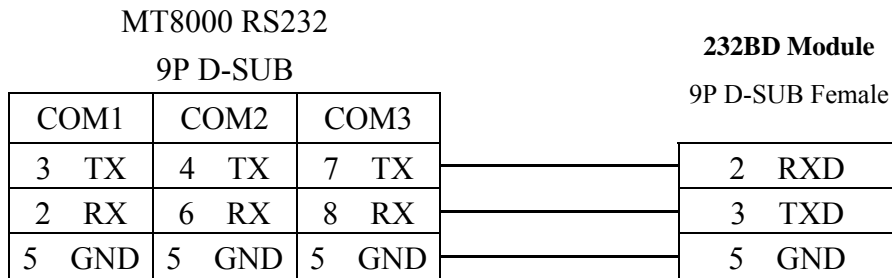 MT8000 RS232
9P D-SUB
232BD Module
9P D-SUB Female
COM1 COM2 COM3
3 TX 4 TX 7 TX 2 RXD
2 RX 6 RX 8 RX 3 TXD
5 GND 5 GND 5 GND 5 GND